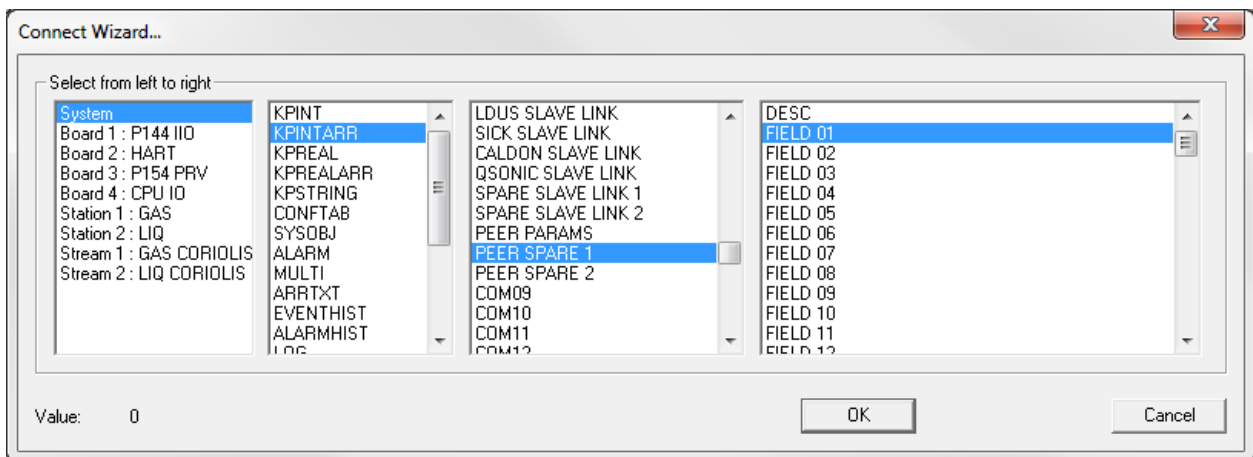 Connect Wizard...
Select from left to right
System
Board 1 : P144 IIO
Board 2 : HART
Board 3 : P154 PRV
Board 4 : CPU IO
Station 1 : GAS
Station 2 : LIQ
Stream 1 : GAS CORIOLIS
Stream 2 : LIQ CORIOLIS
KPINT
KPINTARR
KPREAL
KPREALARR
KPSTRING
CONFTAB
SYSOBJ
ALARM
MULTI
ARRTXT
EVENTHIST
ALARMHIST
LOG
LDUS SLAVE LINK
SICK SLAVE LINK
CALDON SLAVE LINK
QSONIC SLAVE LINK
SPARE SLAVE LINK 1
SPARE SLAVE LINK 2
PEER PARAMS
PEER SPARE 1
PEER SPARE 2
COM09
COM10
COM11
COM12
DESC
FIELD 01
FIELD 02
FIELD 03
FIELD 04
FIELD 05
FIELD 06
FIELD 07
FIELD 08
FIELD 09
FIELD 10
FIELD 11
FIELD 12
Value: 0
OK
Cancel